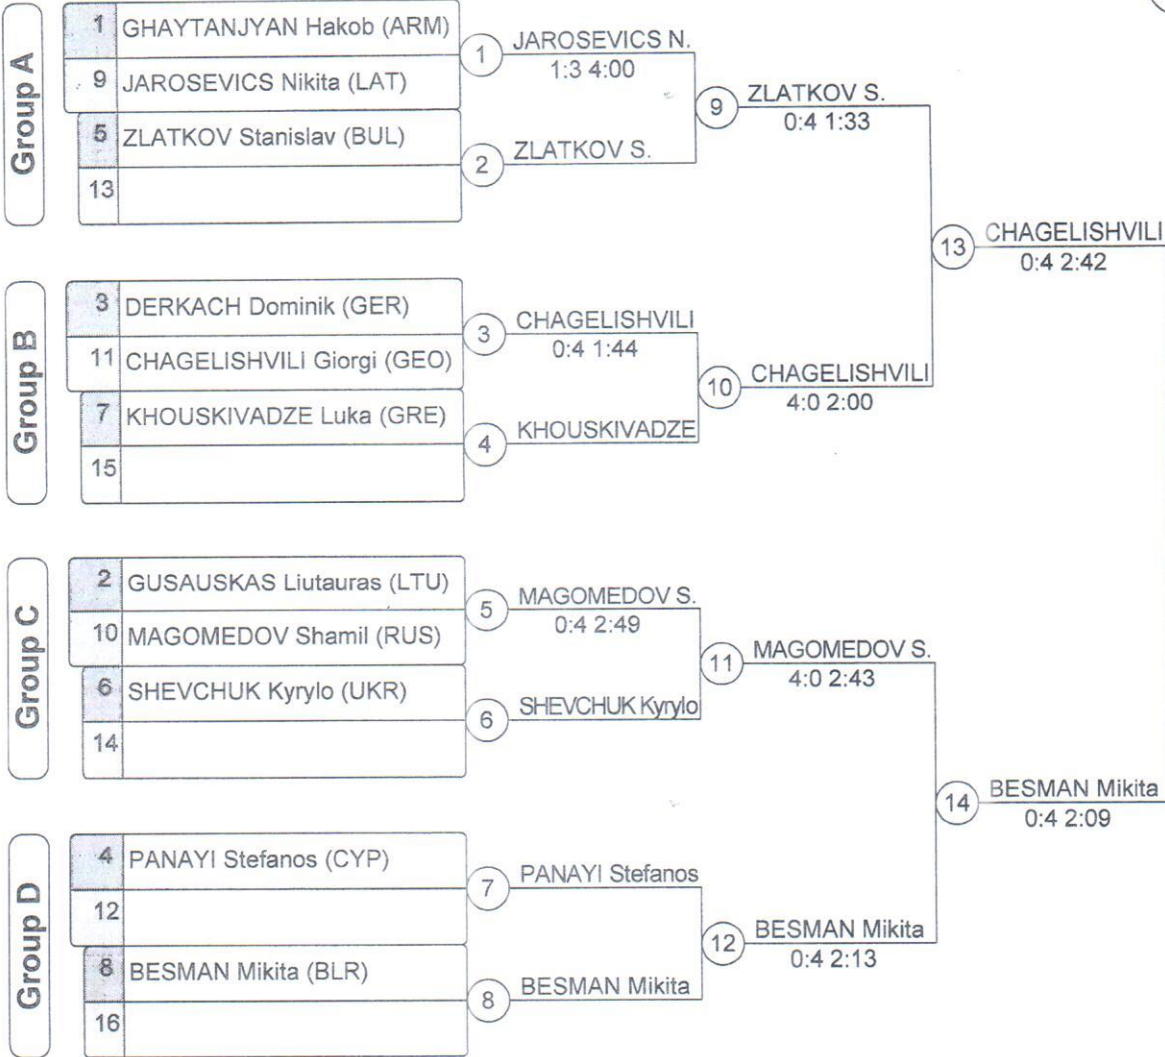 Group A
1 GHAYTANJYAN Hakob (ARM)
9 JAROSEVICS Nikita (LAT)
5 ZLATKOV Stanislav (BUL)
13
1 JAROSEVICS N.
1:3 4:00
2 ZLATKOV S.
9 ZLATKOV S.
0:4 1:33
Group B
3 DERKACH Dominik (GER)
11 CHAGELISHVILI Giorgi (GEO)
7 KHOUSKIVADZE Luka (GRE)
15
3 CHAGELISHVILI
0:4 1:44
4 KHOUSKIVADZE
10 CHAGELISHVILI
4:0 2:00
13 CHAGELISHVILI
0:4 2:42
Group C
2 GUSAUSKAS Liutauras (LTU)
10 MAGOMEDOV Shamil (RUS)
6 SHEVCHUK Kyrylo (UKR)
14
5 MAGOMEDOV S.
0:4 2:49
6 SHEVCHUK Kyrylo
11 MAGOMEDOV S.
4:0 2:43
Group D
4 PANAYI Stefanos (CYP)
12
8 BESMAN Mikita (BLR)
16
7 PANAYI Stefanos
8 BESMAN Mikita
12 BESMAN Mikita
0:4 2:13
14 BESMAN Mikita
0:4 2:09